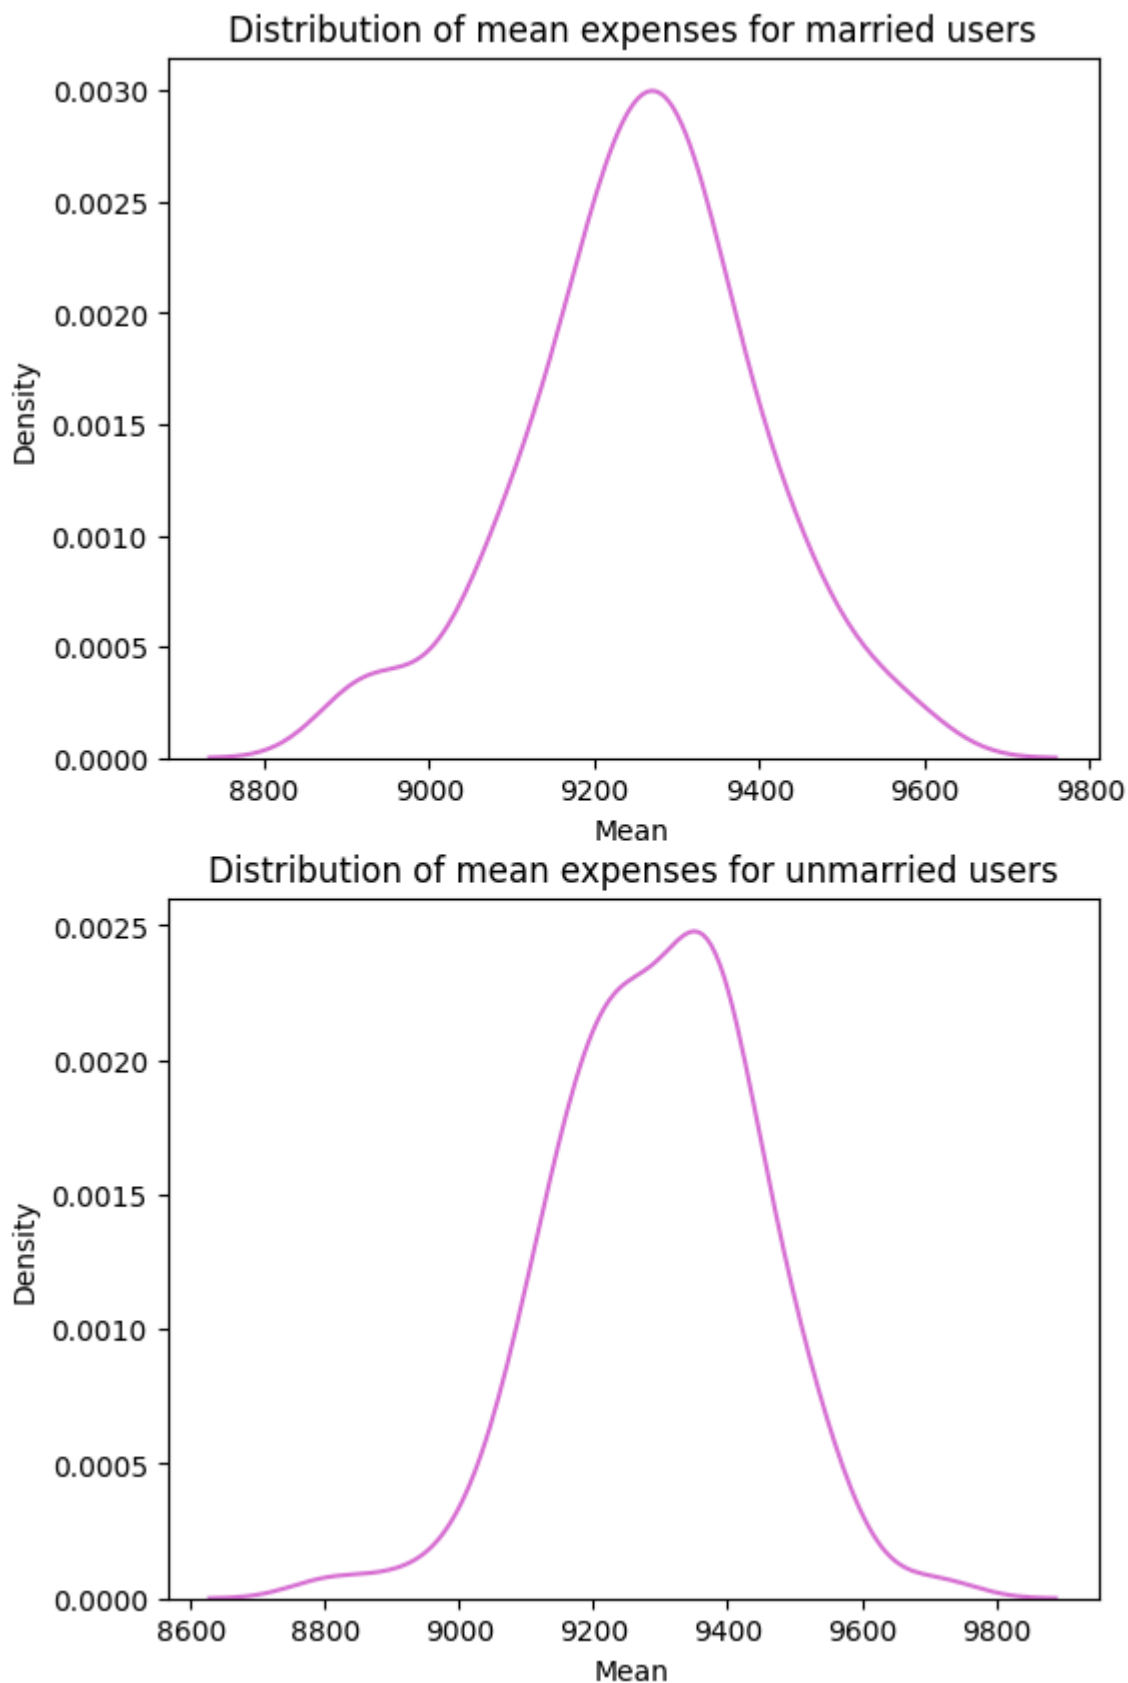 Distribution of mean expenses for married users
0.0030
0.0025
0.0020
0.0015
0.0010
0.0005
0.0000
Density
8800 9000 9200 9400 9600 9800
Mean
Distribution of mean expenses for unmarried users
0.0025
0.0020
0.0015
0.0010
0.0005
0.0000
Density
8600 8800 9000 9200 9400 9600 9800
Mean